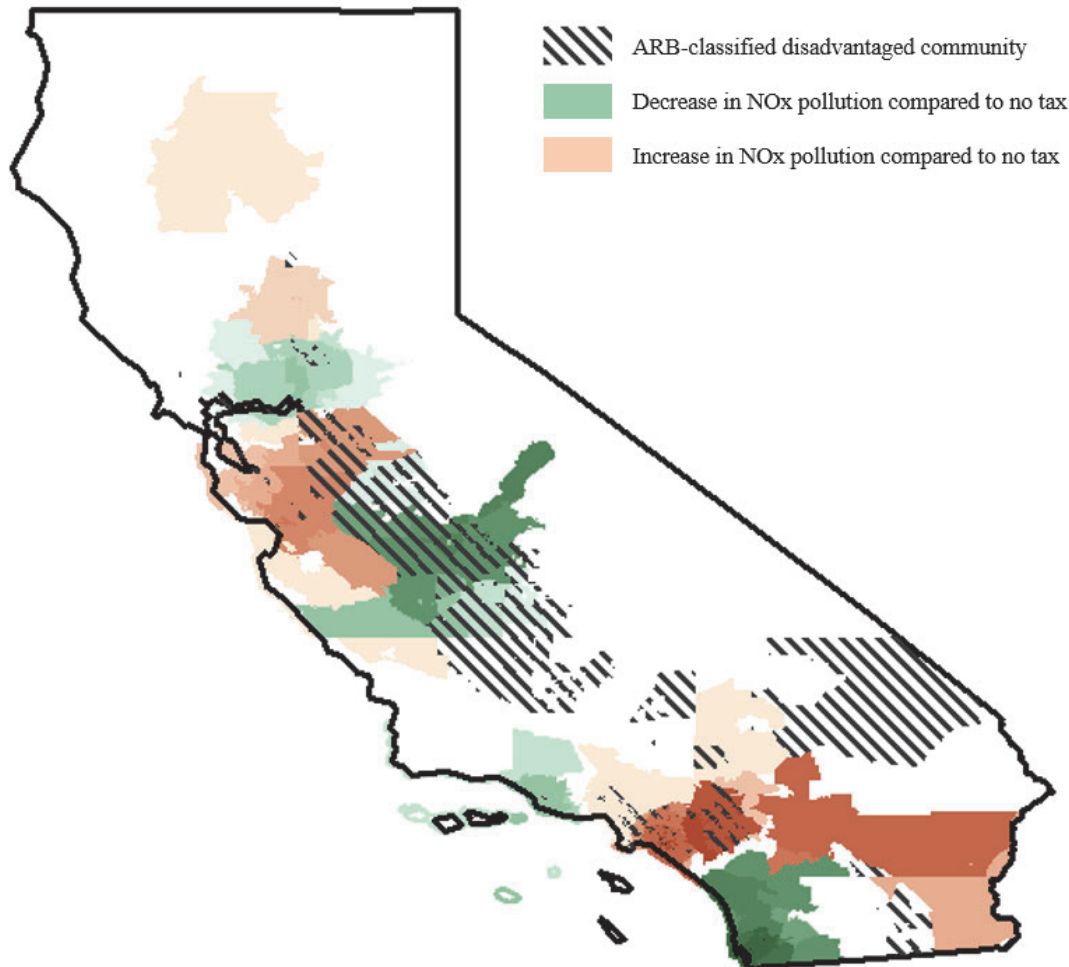 ARB-classified disadvantaged community
Decrease in NOx pollution compared to no tax
Increase in NOx pollution compared to no tax